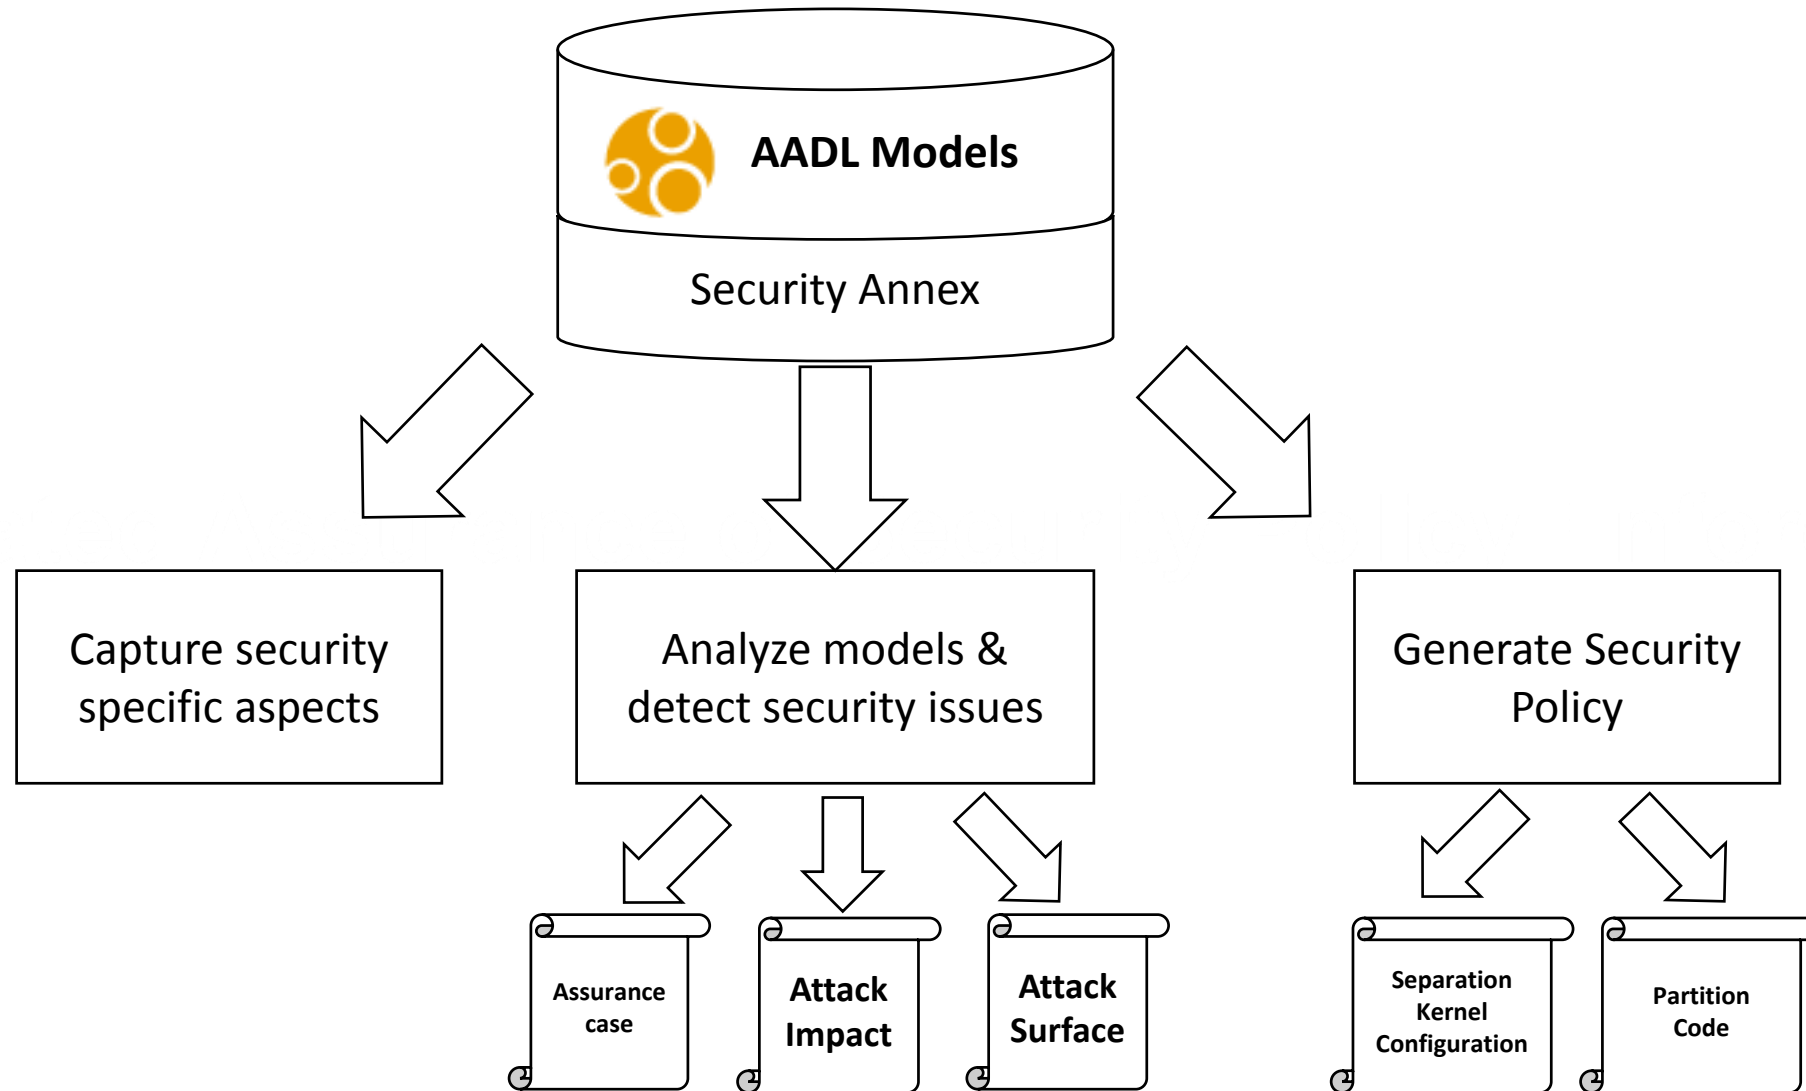 AADL Models
Security Annex
Capture security
specific aspects
Analyze models &
detect security issues
Generate Security
Policy
Assurance
case
Attack
Impact
Attack
Surface
Separation
Kernel
Configuration
Partition
Code